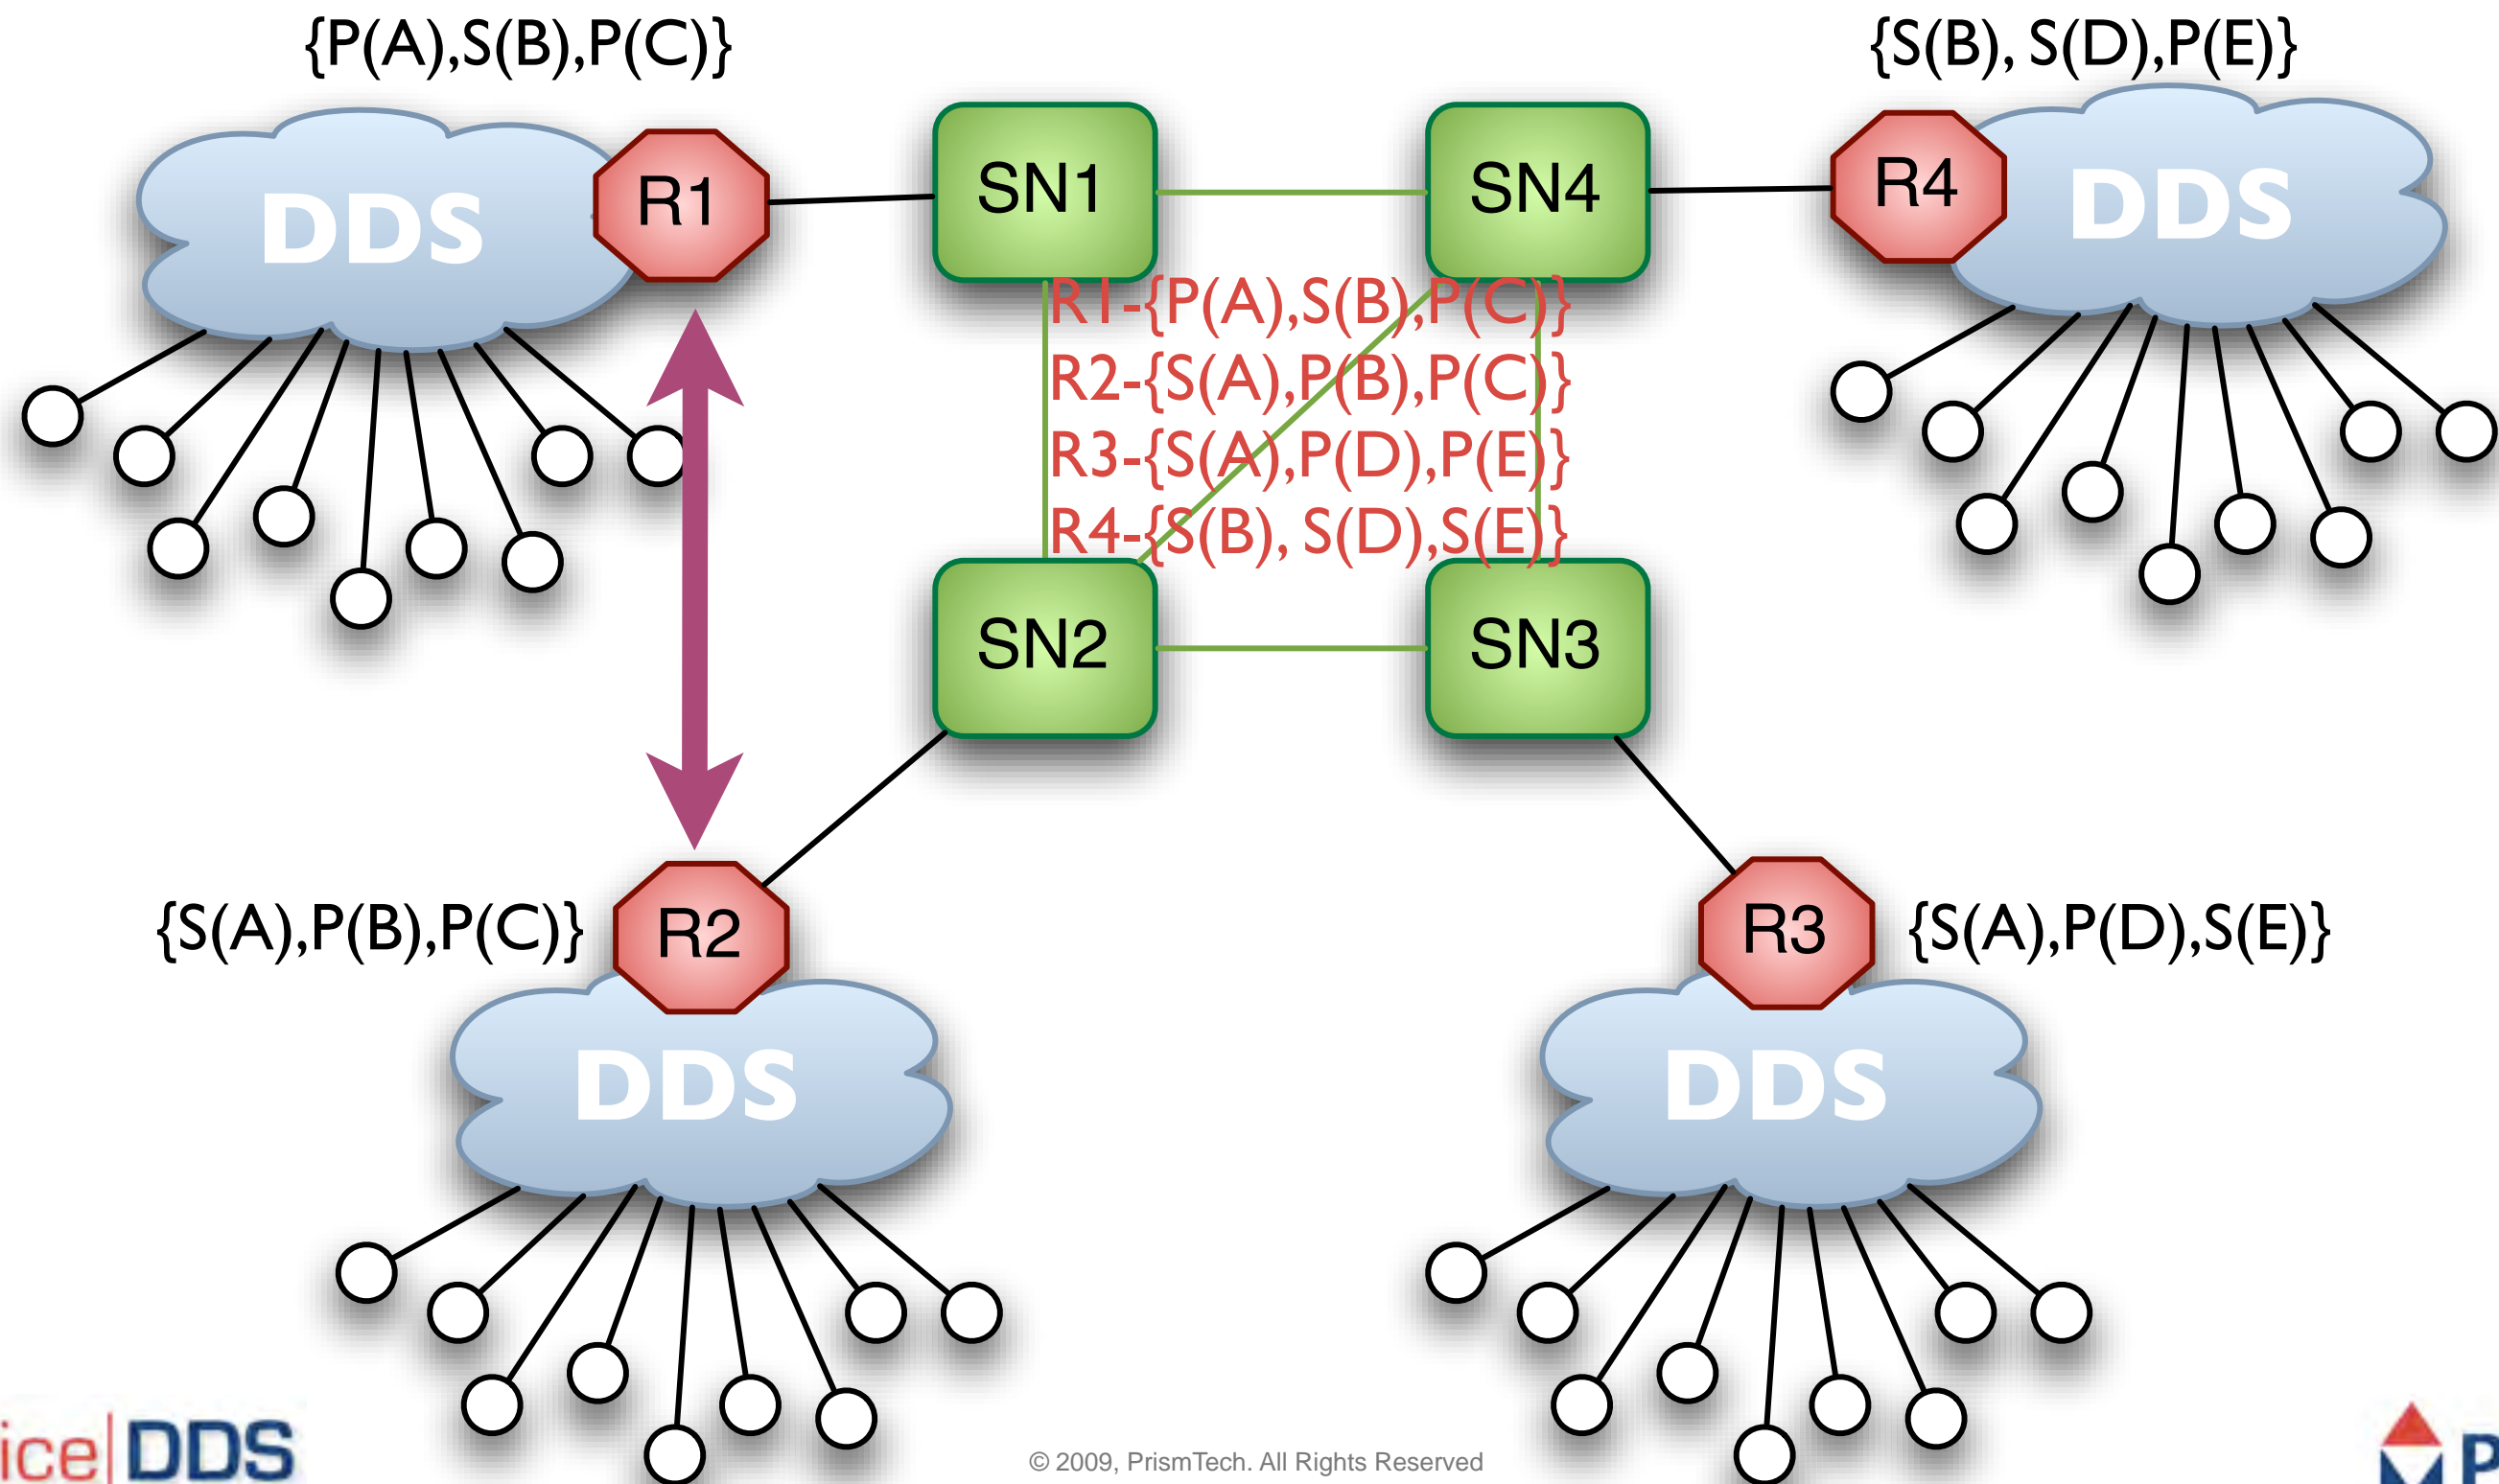 {P(A),S(B),P(C)}
{S(B), S(D),P(E)}
DDS
R1
SN1
SN4
R4
DDS
R1-{P(A),S(B),P(C)}
R2-{S(A),P(B),P(C)}
R3-{S(A),P(D),P(E)}
R4-{S(B), S(D),S(E)}
SN2
SN3
{S(A),P(B),P(C)}
R2
R3
{S(A),P(D),S(E)}
DDS
DDS
ice|DDS
© 2009, PrismTech. All Rights Reserved
P